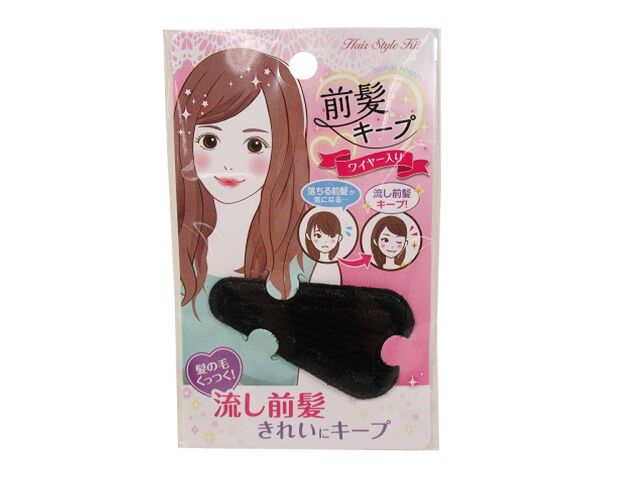 Hair Style Kit
bangs keeper
前髪
キープ
ワイヤー入り
落ちる前髪が
気になる…
流し前髪
キープ!
髪の毛
くっつく!
流し前髪
きれいにキープ